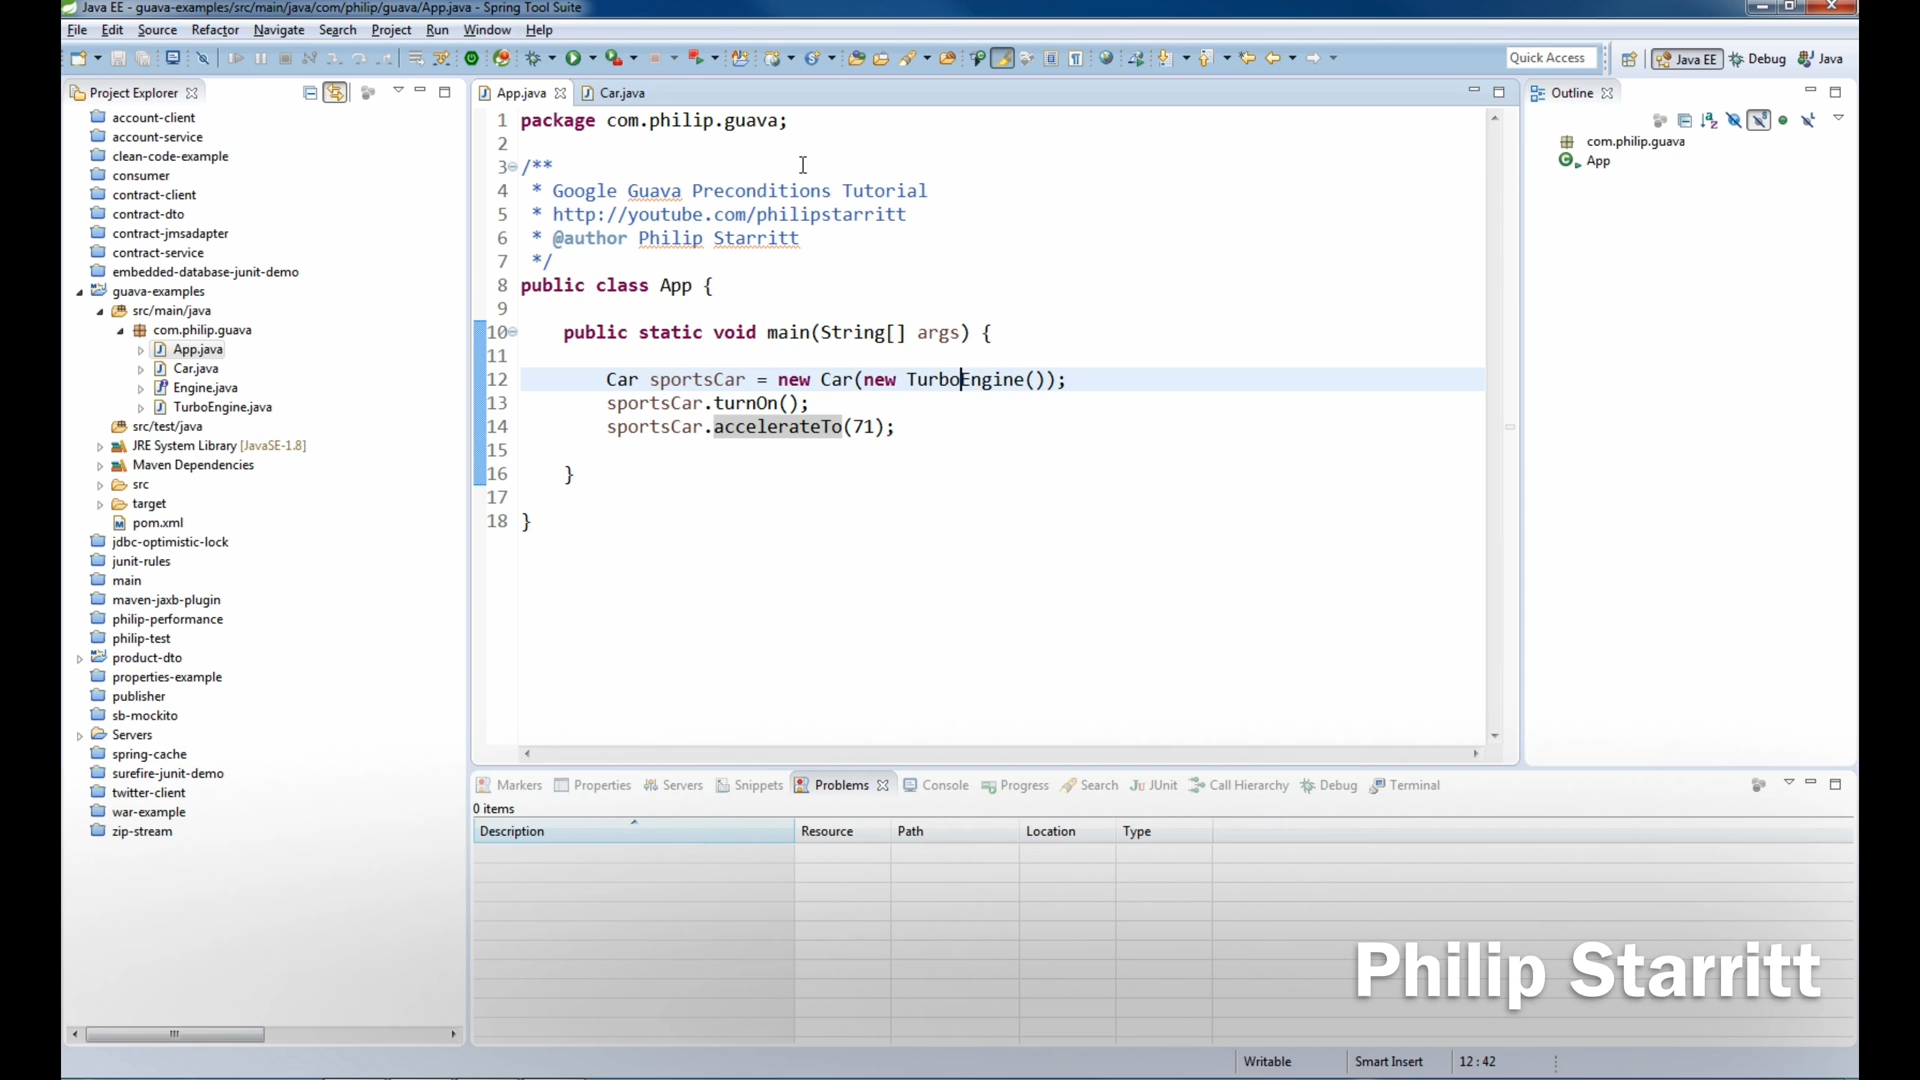 Java EE - guava-examples/src/main/java/com/philip/guava/App.java - Spring Tool Suite
File Edit Source Refactor Navigate Search Project Run Window Help
Quick Access
Java EE
Debug
Java
Project Explorer
account-client
account-service
clean-code-example
consumer
contract-client
contract-dto
contract-jmsadapter
contract-service
embedded-database-junit-demo
guava-examples
src/main/java
com.philip.guava
App.java
Car.java
Engine.java
TurboEngine.java
src/test/java
JRE System Library [JavaSE-1.8]
Maven Dependencies
src
target
pom.xml
jdbc-optimistic-lock
junit-rules
main
maven-jaxb-plugin
philip-performance
philip-test
product-dto
properties-example
publisher
sb-mockito
Servers
spring-cache
surefire-junit-demo
twitter-client
war-example
zip-stream
App.java
Car.java
1 package com.philip.guava;
2
3 /**
4 * Google Guava Preconditions Tutorial
5 * http://youtube.com/philipstarritt
6 * @author Philip Starritt
7 */
8 public class App {
9
10 public static void main(String[] args) {
11
12 Car sportsCar = new Car(new TurboEngine());
13 sportsCar.turnOn();
14 sportsCar.accelerateTo(71);
15
16 }
17
18 }
Outline
com.philip.guava
App
Markers Properties Servers Snippets Problems Console Progress Search JUnit Call Hierarchy Debug Terminal
0 items
Description Resource Path Location Type
Philip Starritt
Writable Smart Insert 12 : 42